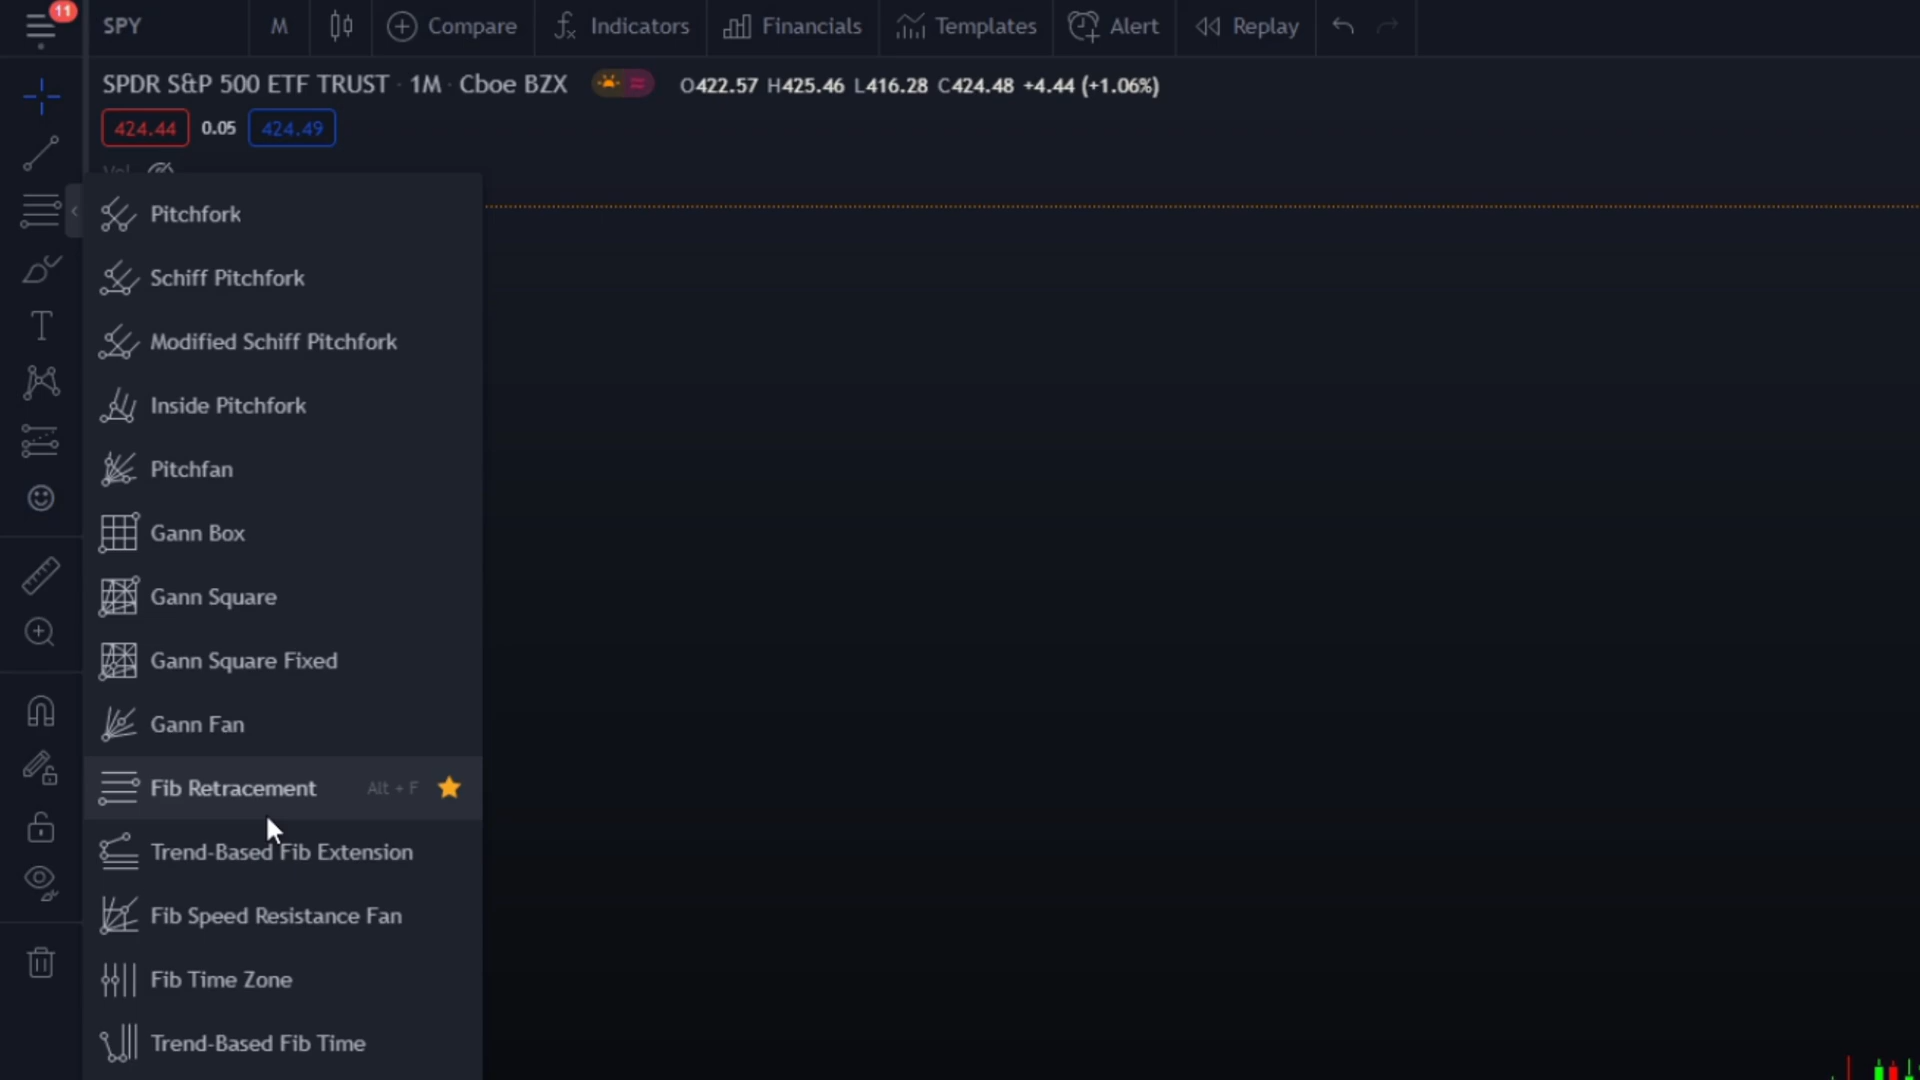 11
SPY M Compare Indicators Financials Templates Alert Replay
SPDR S&P 500 ETF TRUST · 1M · Cboe BZX O422.57 H425.46 L416.28 C424.48 +4.44 (+1.06%)
424.44 0.05 424.49
Vol
Pitchfork
Schiff Pitchfork
Modified Schiff Pitchfork
Inside Pitchfork
Pitchfan
Gann Box
Gann Square
Gann Square Fixed
Gann Fan
Fib Retracement Alt + F
Trend-Based Fib Extension
Fib Speed Resistance Fan
Fib Time Zone
Trend-Based Fib Time